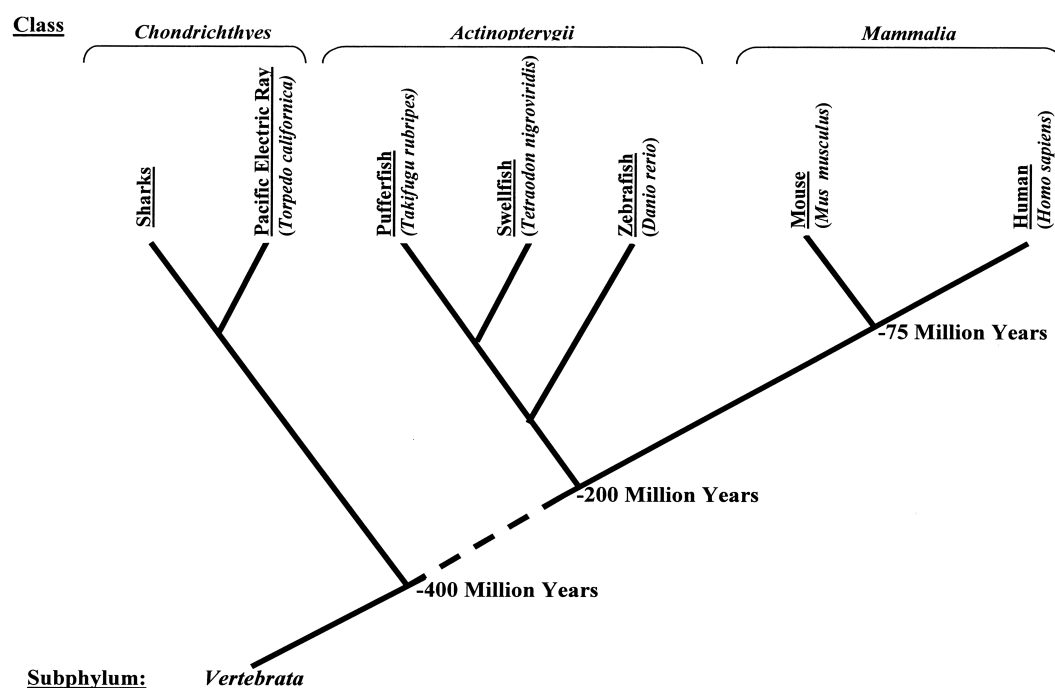 Class
Chondrichthyes
Actinopterygii
Mammalia
Sharks
Pacific Electric Ray
(Torpedo californica)
Pufferfish
(Takifugu rubripes)
Swellfish
(Tetraodon nigroviridis)
Zebrafish
(Danio rerio)
Mouse
(Mus musculus)
Human
(Homo sapiens)
-75 Million Years
-200 Million Years
-400 Million Years
Subphylum: Vertebrata